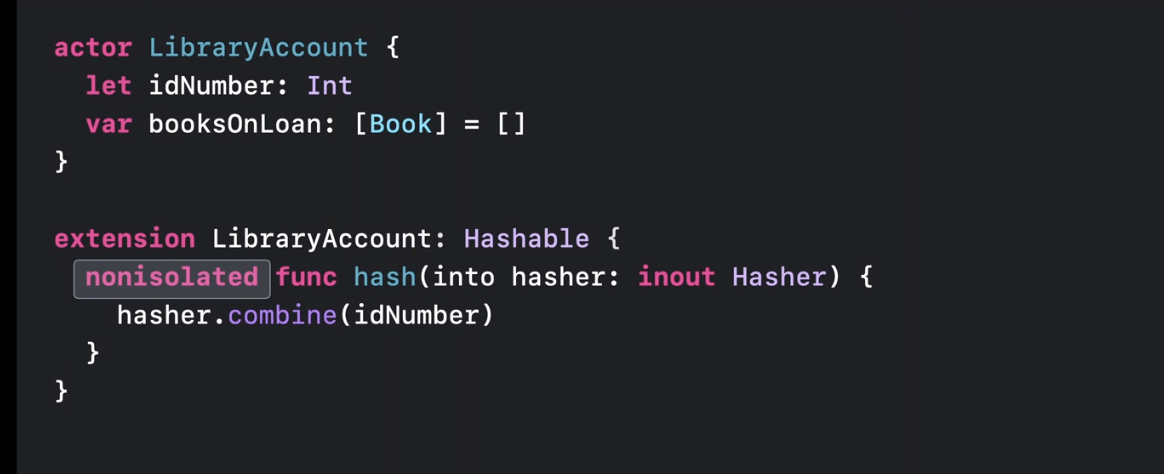 actor LibraryAccount {
  let idNumber: Int
  var booksOnLoan: [Book] = []
}

extension LibraryAccount: Hashable {
  nonisolated func hash(into hasher: inout Hasher) {
    hasher.combine(idNumber)
  }
}